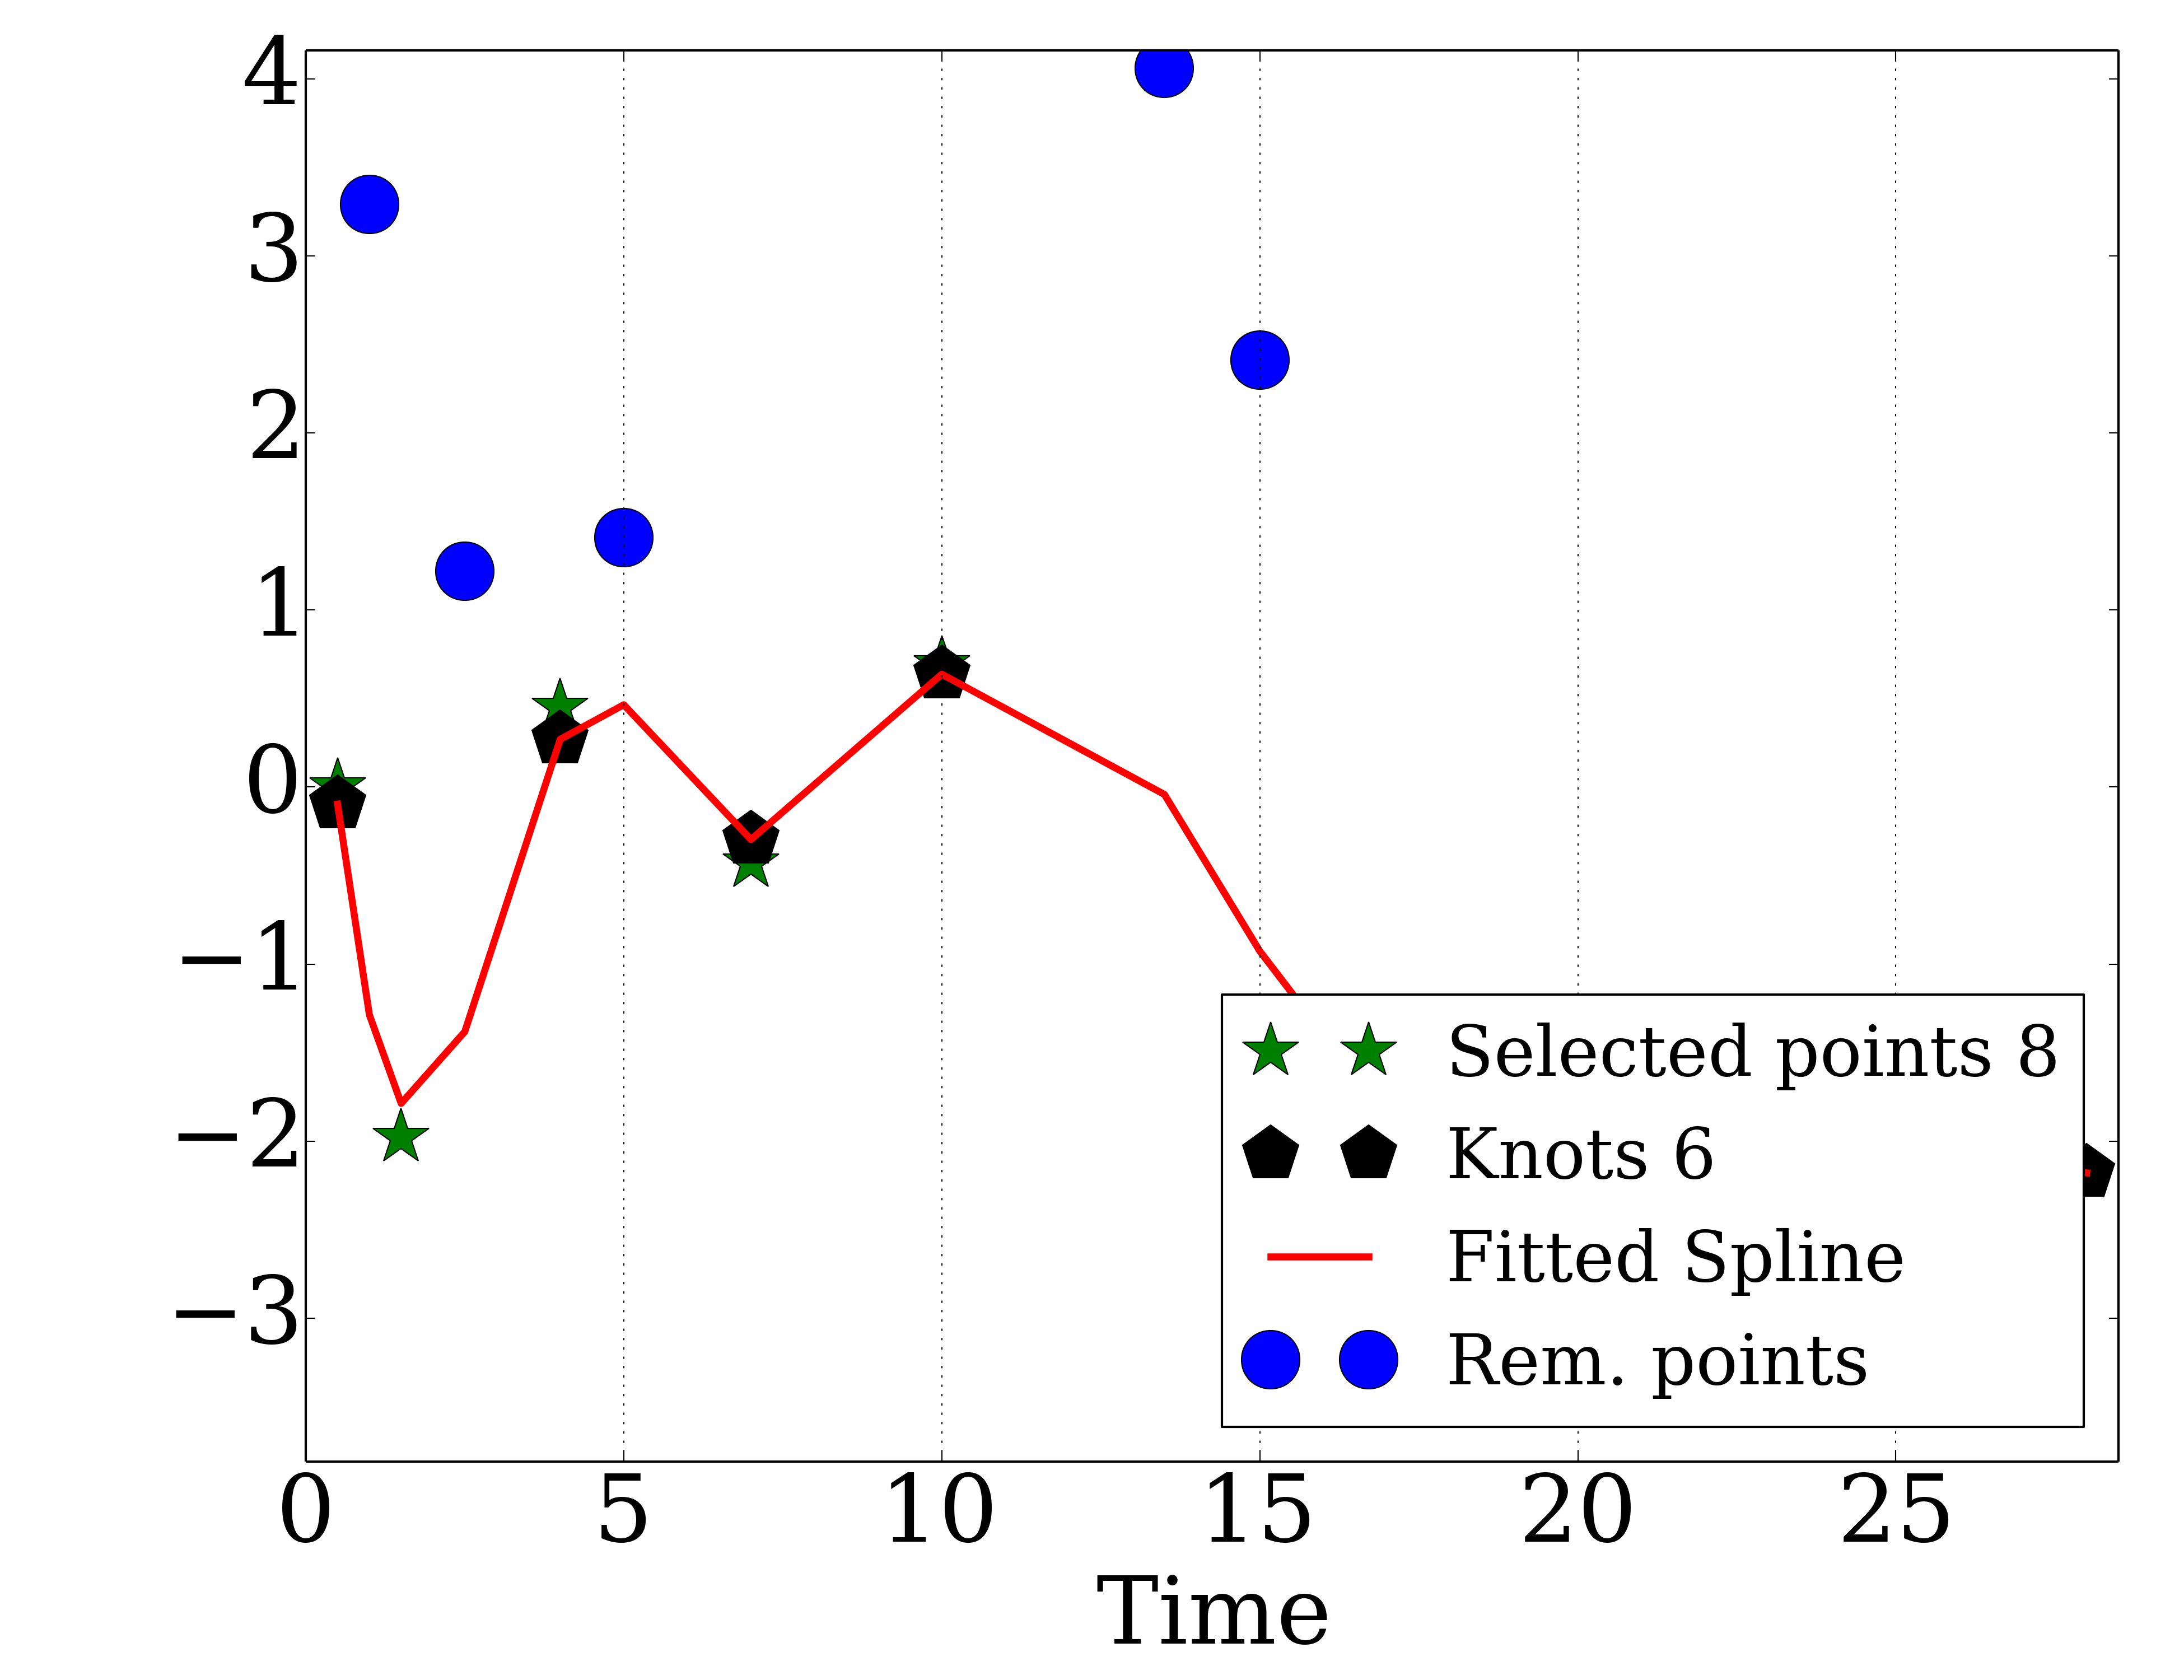 4
3
2
1
0
−1
−2
−3
0 5 10 15 20 25
Time
Selected points 8
Knots 6
Fitted Spline
Rem. points